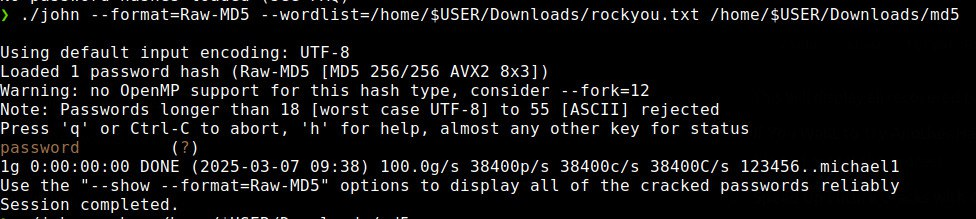 ❯ ./john --format=Raw-MD5 --wordlist=/home/$USER/Downloads/rockyou.txt /home/$USER/Downloads/md5
Using default input encoding: UTF-8
Loaded 1 password hash (Raw-MD5 [MD5 256/256 AVX2 8x3])
Warning: no OpenMP support for this hash type, consider --fork=12
Note: Passwords longer than 18 [worst case UTF-8] to 55 [ASCII] rejected
Press 'q' or Ctrl-C to abort, 'h' for help, almost any other key for status
password (?)
1g 0:00:00:00 DONE (2025-03-07 09:38) 100.0g/s 38400p/s 38400c/s 38400C/s 123456..michael1
Use the "--show --format=Raw-MD5" options to display all of the cracked passwords reliably
Session completed.